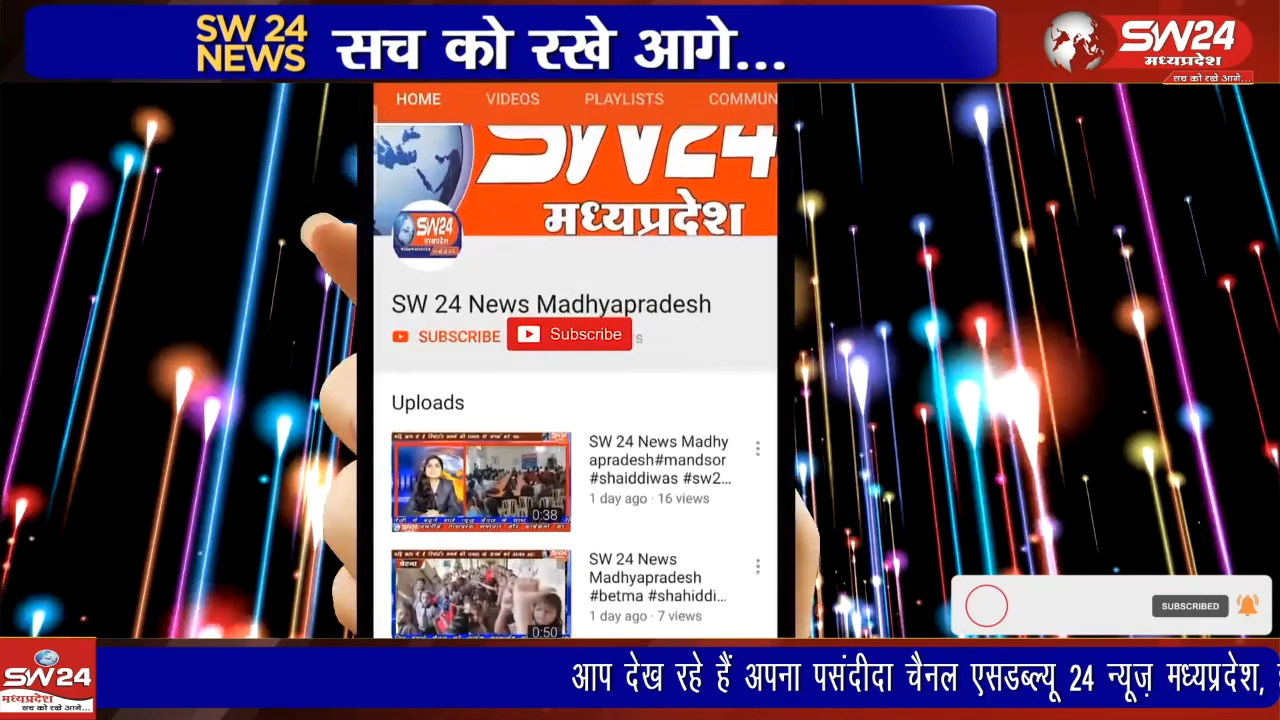 SW 24
NEWS
सच को रखे आगे...
SW24
मध्यप्रदेश
सच को रखे आगे...
HOME VIDEOS PLAYLISTS COMMUN
SW24
मध्यप्रदेश
SW24
SW 24 News Madhyapradesh
SUBSCRIBE
Subscribe
Uploads
SW 24 News Madhy
apradesh#mandsor
#shaiddiwas #sw2...
1 day ago · 16 views
0:38
SW 24 News
Madhyapradesh
#betma #shahiddi...
1 day ago · 7 views
बेटमा
0:50
SUBSCRIBED
SW24
मध्यप्रदेश
सच को रखे आगे...
आप देख रहे हैं अपना पसंदीदा चैनल एसडब्ल्यू 24 न्यूज़ मध्यप्रदेश,